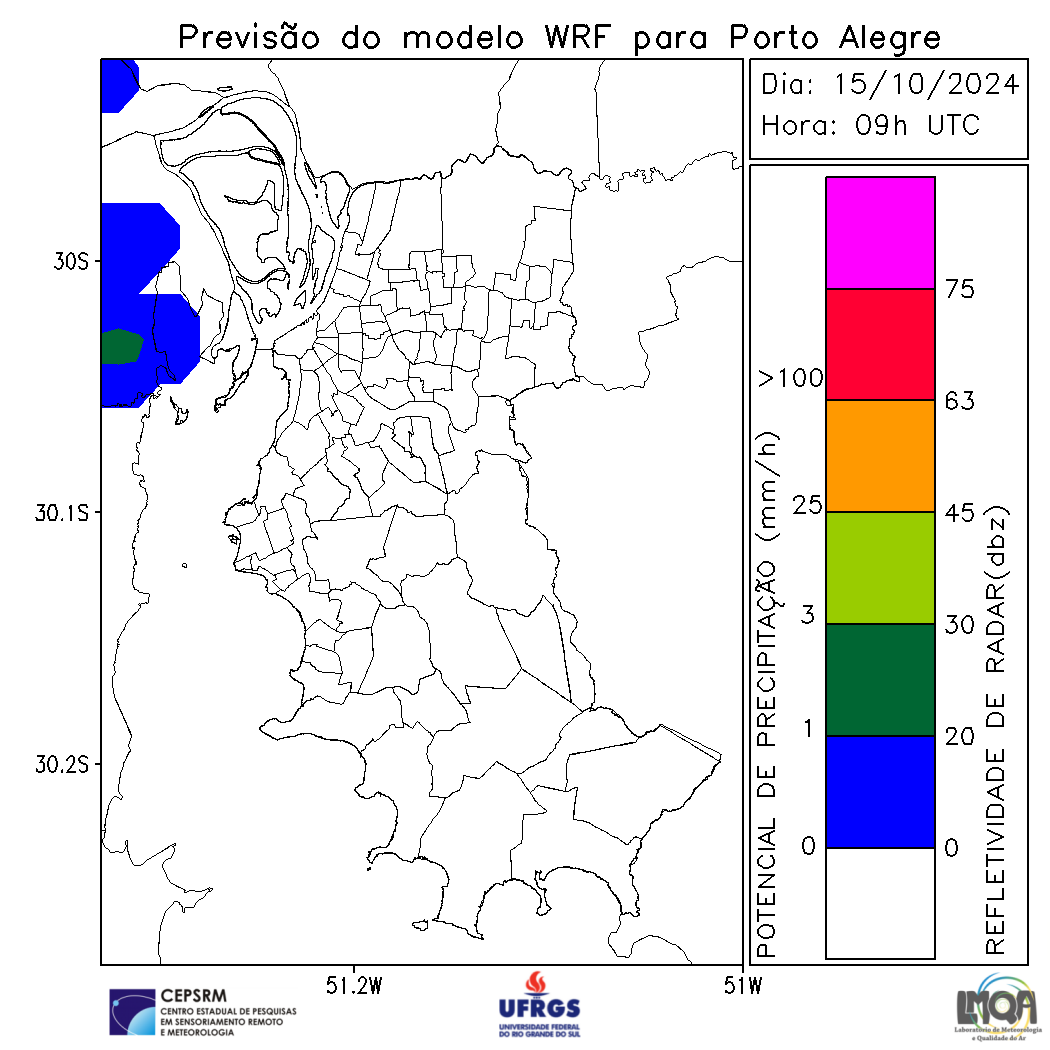 Previsão do modelo WRF para Porto Alegre
Dia: 15/10/2024
Hora: 09h UTC
30S
30.1S
30.2S
51.2W
51W
POTENCIAL DE PRECIPITAÇÃO (mm/h)
>100
25
3
1
0
75
63
45
30
20
0
REFLETIVIDADE DE RADAR(dbz)
CEPSRM
CENTRO ESTADUAL DE PESQUISAS
EM SENSORIAMENTO REMOTO
E METEOROLOGIA
UFRGS
UNIVERSIDADE FEDERAL
DO RIO GRANDE DO SUL
LMQA
Laboratório de Meteorologia
e Qualidade do Ar